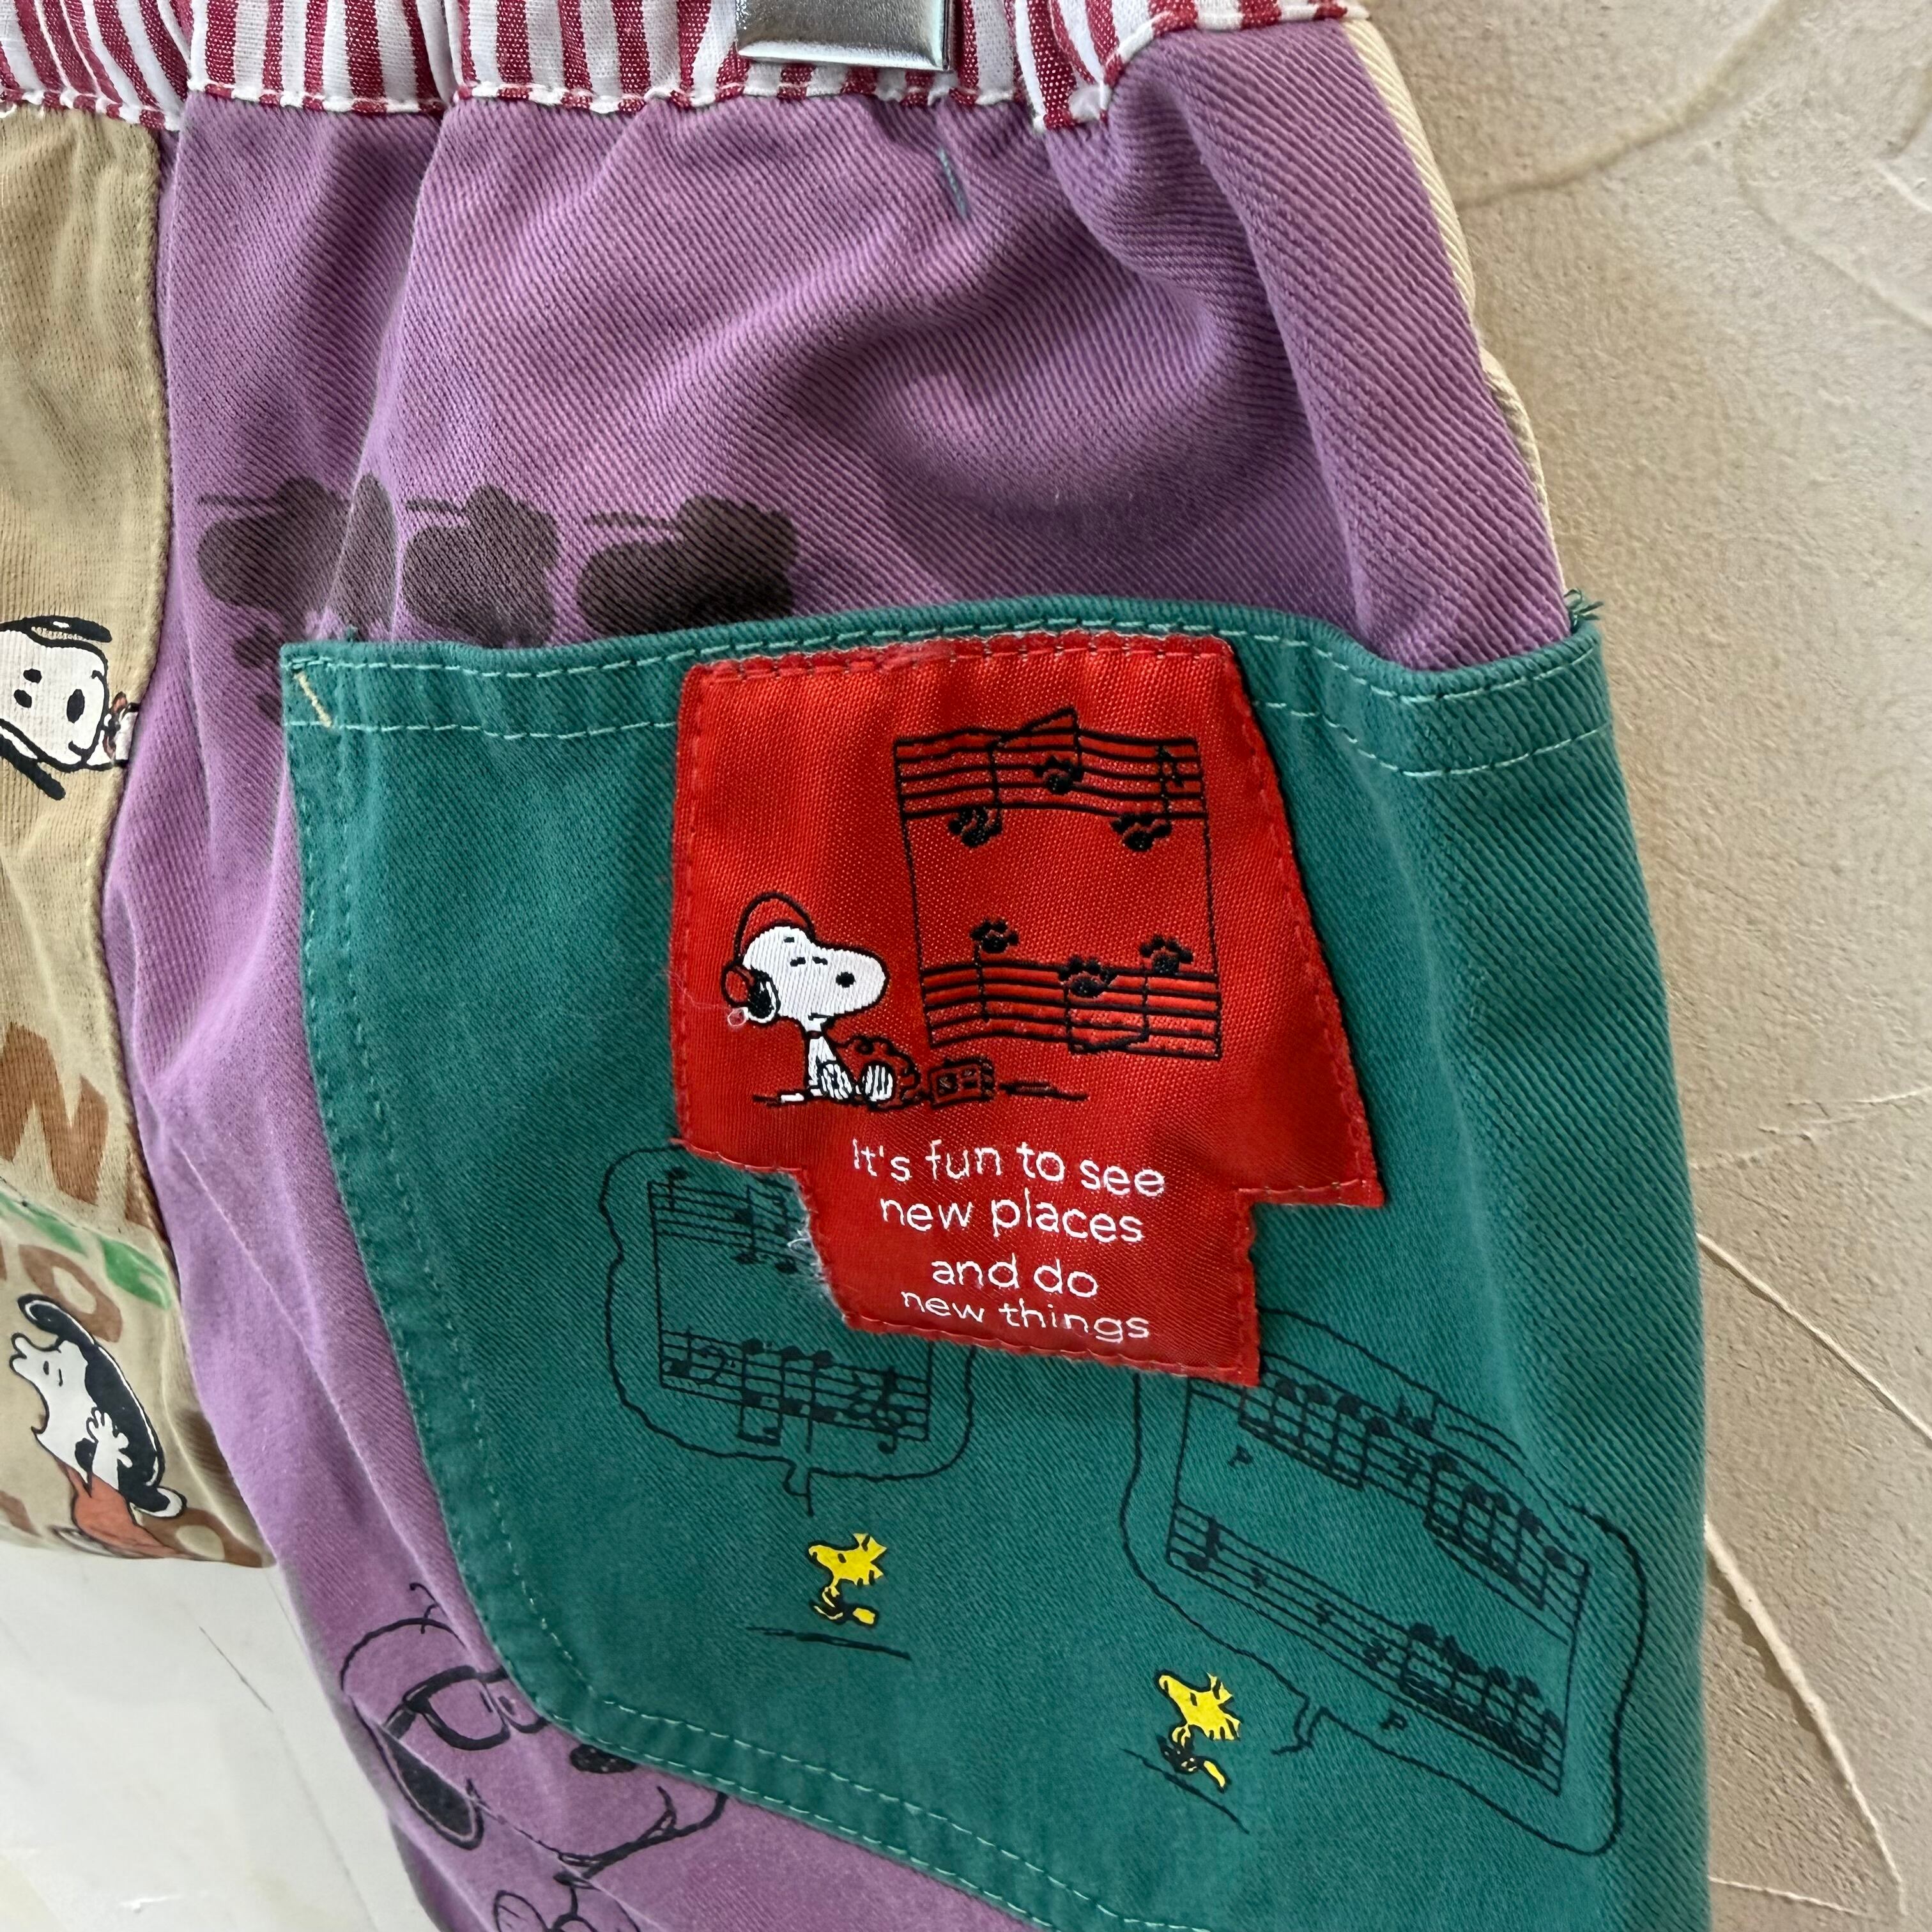 It's fun to see
new places
and do
new things